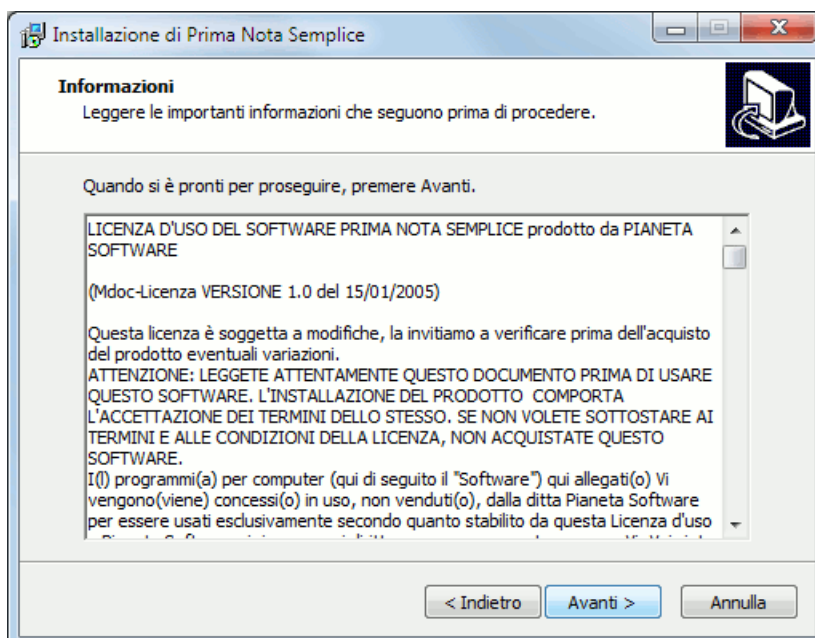 Installazione di Prima Nota Semplice
Informazioni
Leggere le importanti informazioni che seguono prima di procedere.
Quando si è pronti per proseguire, premere Avanti.
LICENZA D'USO DEL SOFTWARE PRIMA NOTA SEMPLICE prodotto da PIANETA
SOFTWARE
(Mdoc-Licenza VERSIONE 1.0 del 15/01/2005)
Questa licenza è soggetta a modifiche, la invitiamo a verificare prima dell'acquisto
del prodotto eventuali variazioni.
ATTENZIONE: LEGGETE ATTENTAMENTE QUESTO DOCUMENTO PRIMA DI USARE
QUESTO SOFTWARE. L'INSTALLAZIONE DEL PRODOTTO  COMPORTA
L'ACCETTAZIONE DEI TERMINI DELLO STESSO. SE NON VOLETE SOTTOSTARE AI
TERMINI E ALLE CONDIZIONI DELLA LICENZA, NON ACQUISTATE QUESTO
SOFTWARE.
I(l) programmi(a) per computer (qui di seguito il "Software") qui allegati(o) Vi
vengono(viene) concessi(o) in uso, non venduti(o), dalla ditta Pianeta Software
per essere usati esclusivamente secondo quanto stabilito da questa Licenza d'uso
< Indietro
Avanti >
Annulla